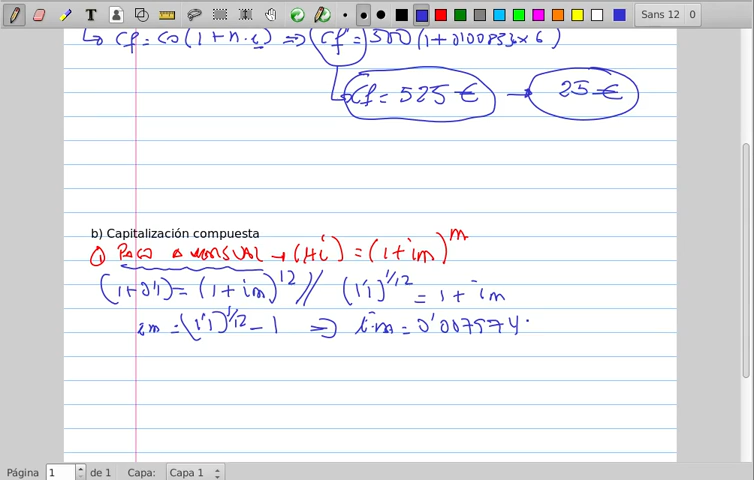 Sans 12 0
↳ Cf = Co (1 + n · i) ⇒ Cf = 500 (1 + 0'00833 × 6)
Cf = 525 € → 25 €
b) Capitalización compuesta
① Paso a mensual → (1+i) = (1+im)^m
(1+0'1) = (1+im)^12 // (1'1)^1/12 = 1 + im
im = (1'1)^1/12 - 1 ⇒ im = 0'007974
Página 1 de 1 Capa: Capa 1